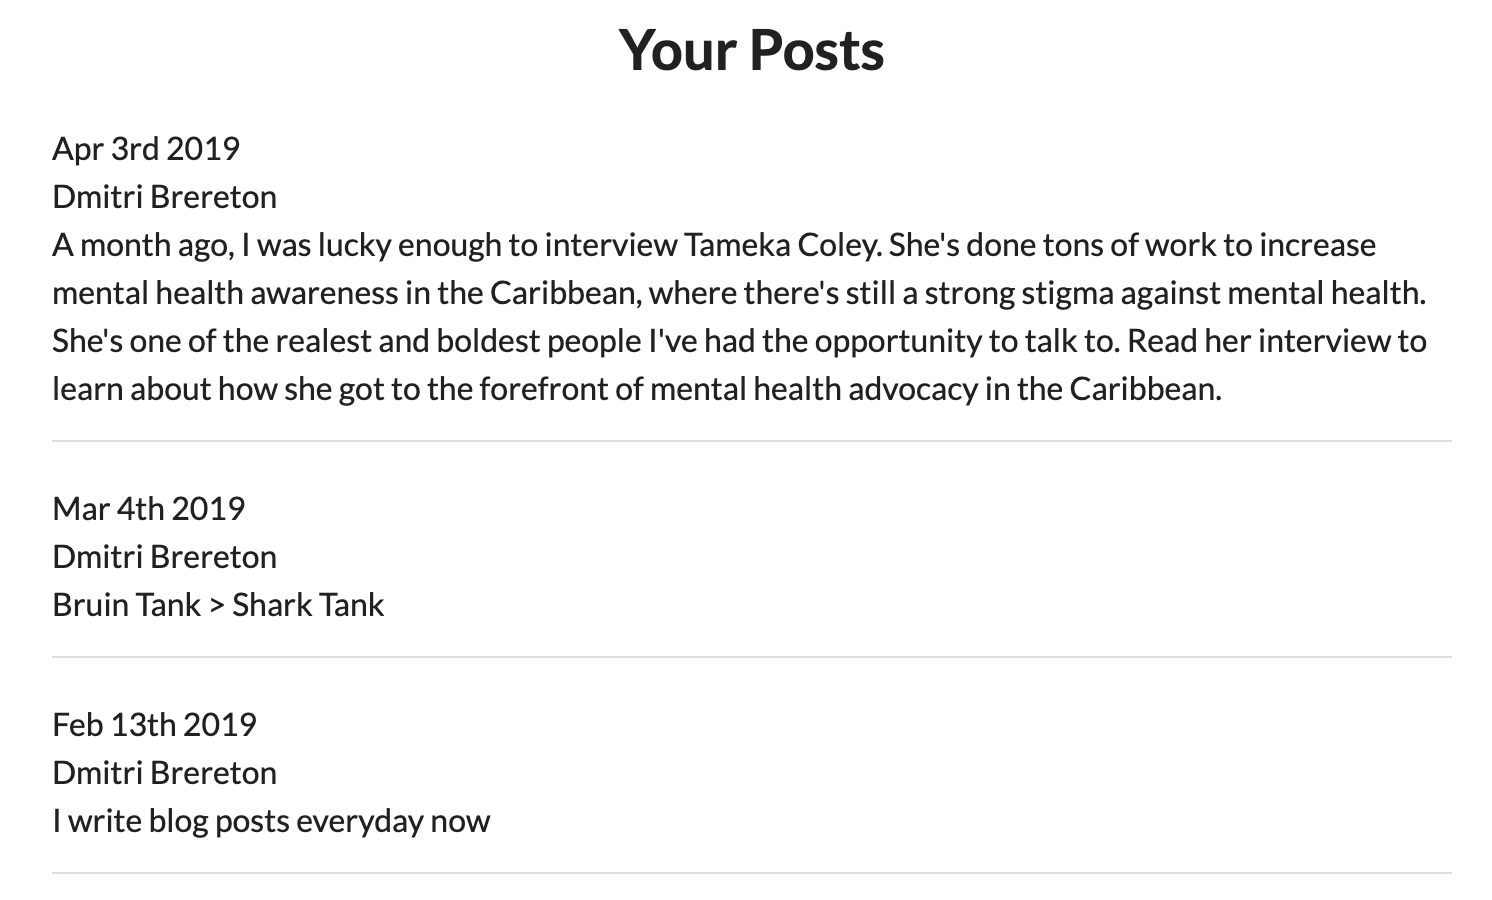 Your Posts
Apr 3rd 2019
Dmitri Brereton
A month ago, I was lucky enough to interview Tameka Coley. She's done tons of work to increase
mental health awareness in the Caribbean, where there's still a strong stigma against mental health.
She's one of the realest and boldest people I've had the opportunity to talk to. Read her interview to
learn about how she got to the forefront of mental health advocacy in the Caribbean.
Mar 4th 2019
Dmitri Brereton
Bruin Tank > Shark Tank
Feb 13th 2019
Dmitri Brereton
I write blog posts everyday now